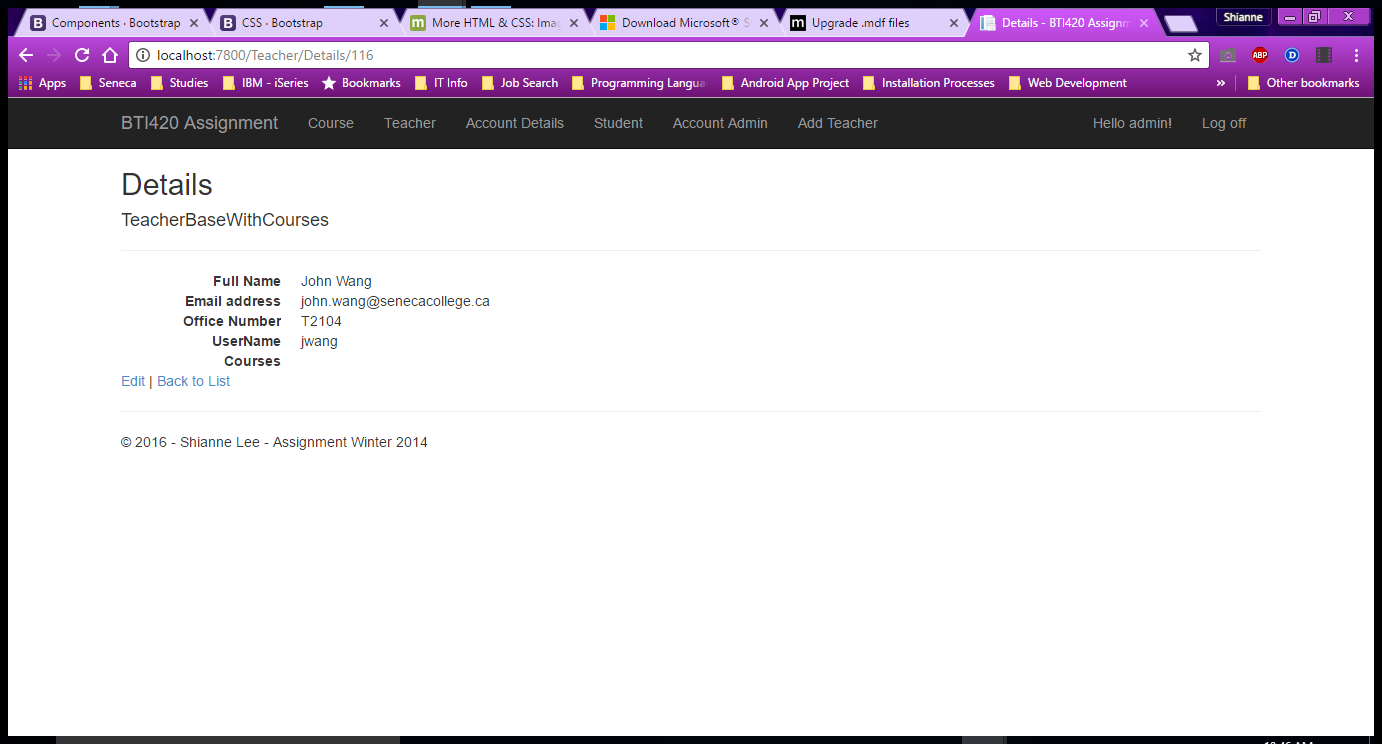 Components · Bootstrap
CSS · Bootstrap
More HTML & CSS: Imag
Download Microsoft® S
Upgrade .mdf files
Details - BTI420 Assignm
Shianne
localhost:7800/Teacher/Details/116
ABP
D
Apps Seneca Studies IBM - iSeries Bookmarks IT Info Job Search Programming Langua Android App Project Installation Processes Web Development » Other bookmarks
BTI420 Assignment Course Teacher Account Details Student Account Admin Add Teacher Hello admin! Log off
Details
TeacherBaseWithCourses
Full Name John Wang
Email address john.wang@senecacollege.ca
Office Number T2104
UserName jwang
Courses
Edit | Back to List
© 2016 - Shianne Lee - Assignment Winter 2014